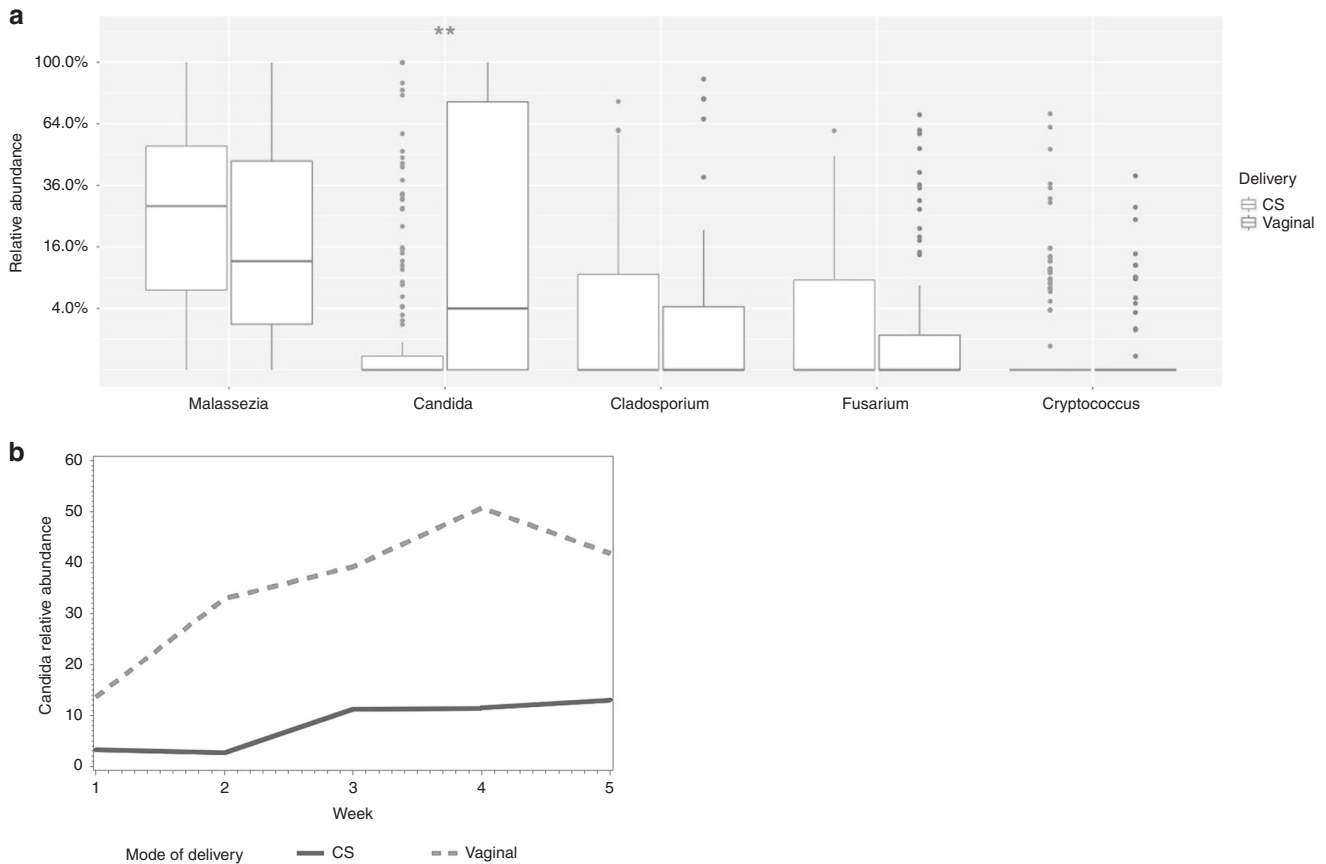 a
**
100.0%
64.0%
36.0%
16.0%
4.0%
Relative abundance
Malassezia Candida Cladosporium Fusarium Cryptococcus
Delivery
CS
Vaginal
b
60
50
40
30
20
10
0
Candida relative abundance
1 2 3 4 5
Week
Mode of delivery CS Vaginal